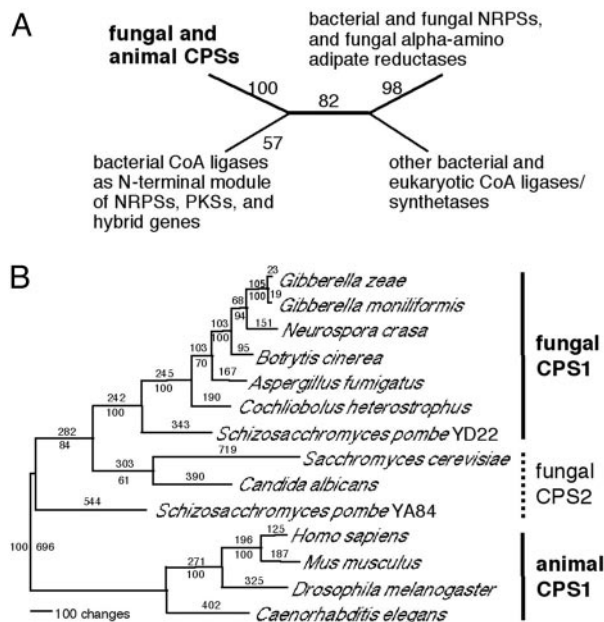 A
fungal and
animal CPSs
bacterial and fungal NRPSs,
and fungal alpha-amino
adipate reductases
100
82
98
57
bacterial CoA ligases
as N-terminal module
of NRPSs, PKSs, and
hybrid genes
other bacterial and
eukaryotic CoA ligases/
synthetases
B
23
105
Gibberella zeae
100
19
68
Gibberella moniliformis
94
151
Neurospora crasa
103
100
95
Botrytis cinerea
103
70
167
Aspergillus fumigatus
245
100
190
Cochliobolus heterostrophus
242
100
343
Schizosacchromyces pombe YD22
fungal
CPS1
282
84
719
Sacchromyces cerevisiae
303
61
390
Candida albicans
544
Schizosacchromyces pombe YA84
fungal
CPS2
125
Homo sapiens
196
100
187
Mus musculus
271
100
325
Drosophila melanogaster
402
Caenorhabditis elegans
100 696
animal
CPS1
100 changes